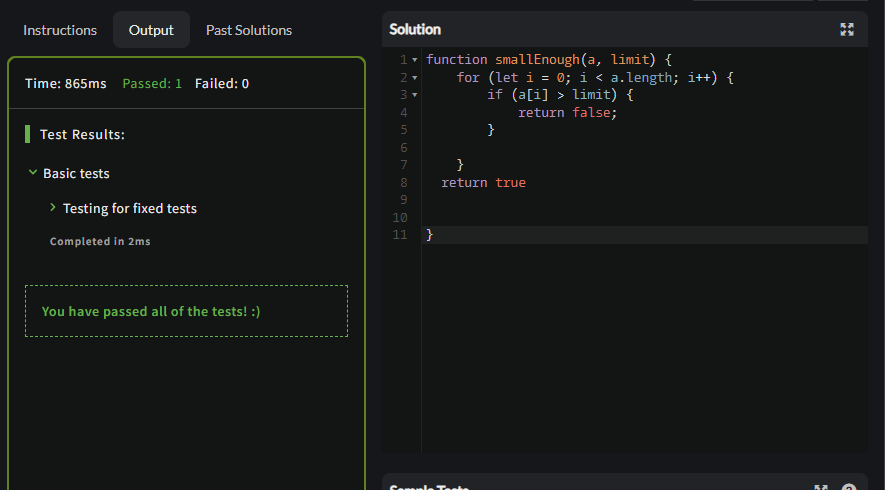 Instructions
Output
Past Solutions
Time: 865ms Passed: 1 Failed: 0
Test Results:
Basic tests
Testing for fixed tests
Completed in 2ms
You have passed all of the tests! :)
Solution
1 function smallEnough(a, limit) {
2     for (let i = 0; i < a.length; i++) {
3         if (a[i] > limit) {
4             return false;
5         }
6
7     }
8   return true
9
10
11 }
Sample Tests